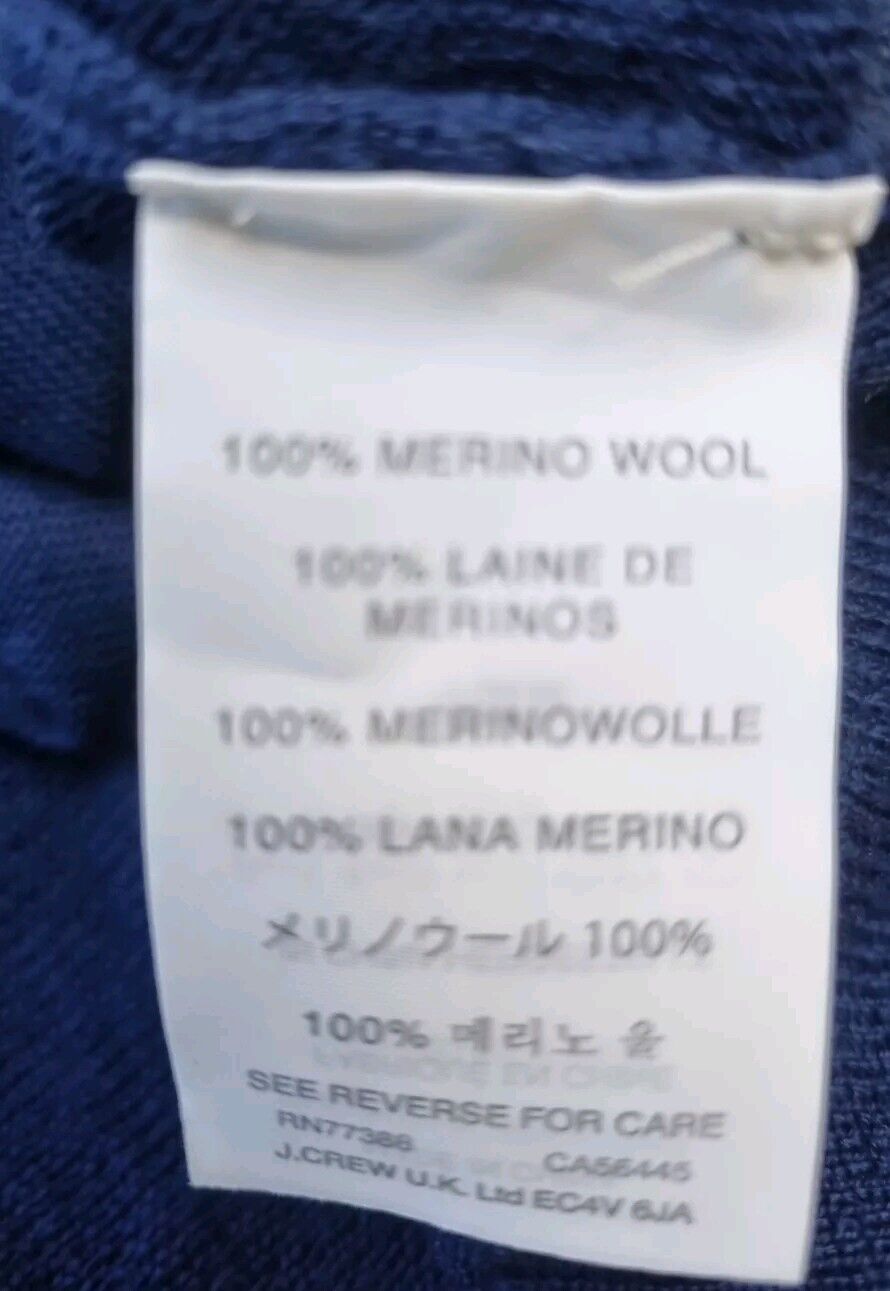 100% MERINO WOOL
100% LAINE DE
MERINOS
100% MERINOWOLLE
100% LANA MERINO
メリノウール 100%
100% 메리노 울
SEE REVERSE FOR CARE
RN77388 CA56445
J.CREW U.K. Ltd EC4V 6JA